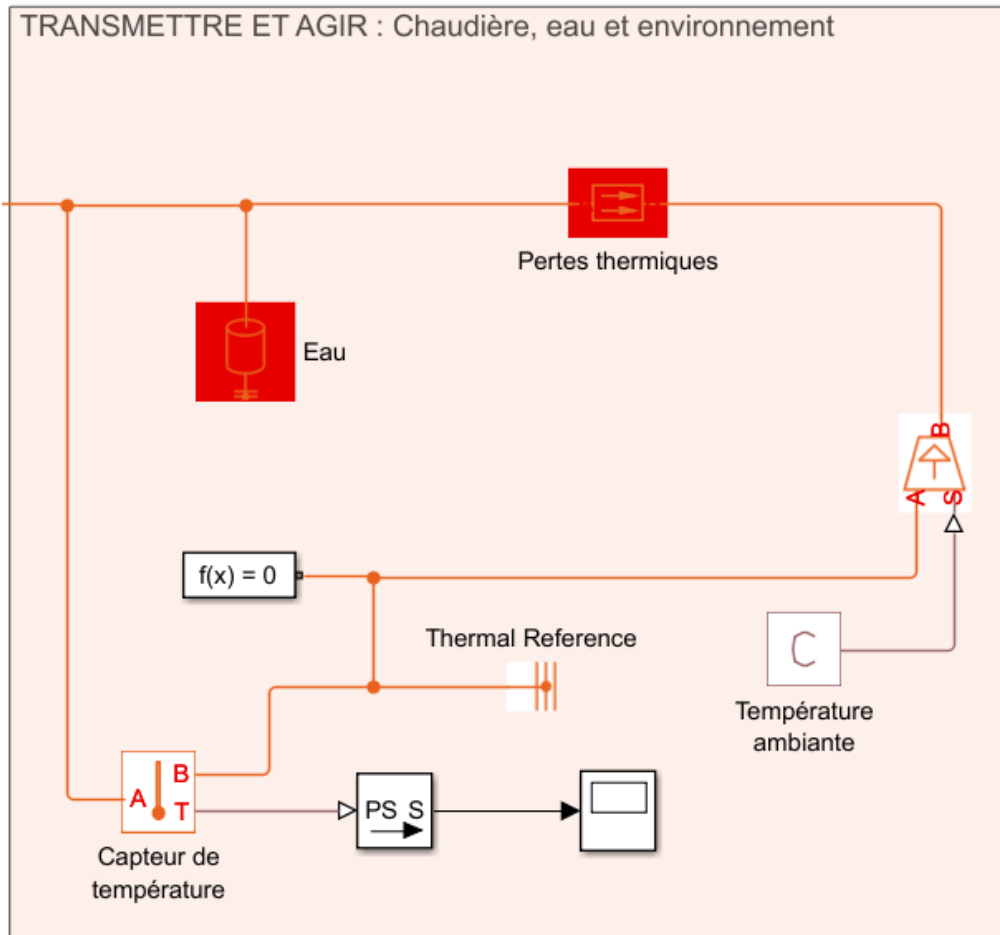 TRANSMETTRE ET AGIR : Chaudière, eau et environnement
Pertes thermiques
Eau
B
A
S
f(x) = 0
Thermal Reference
C
Température
ambiante
B
A
T
PS S
Capteur de
température